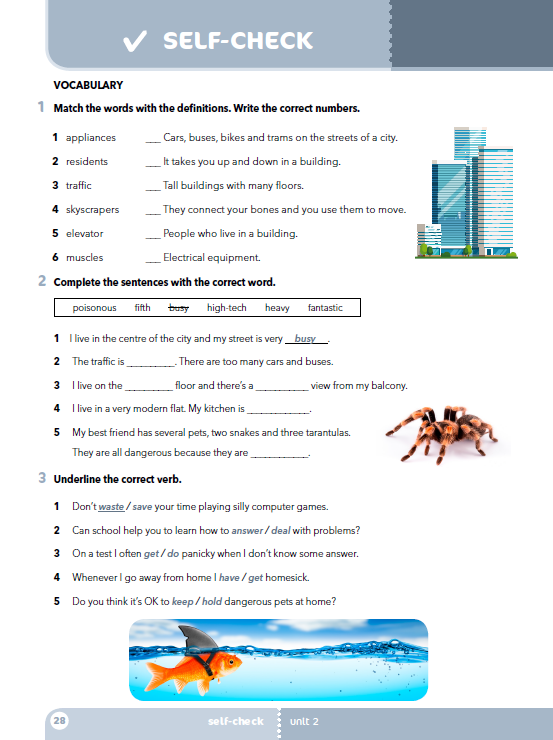 ✓ SELF-CHECK
VOCABULARY
1 Match the words with the definitions. Write the correct numbers.
1 appliances ___ Cars, buses, bikes and trams on the streets of a city.
2 residents ___ It takes you up and down in a building.
3 traffic ___ Tall buildings with many floors.
4 skyscrapers ___ They connect your bones and you use them to move.
5 elevator ___ People who live in a building.
6 muscles ___ Electrical equipment.
2 Complete the sentences with the correct word.
poisonous fifth busy high-tech heavy fantastic
1 I live in the centre of the city and my street is very __busy__.
2 The traffic is _________. There are too many cars and buses.
3 I live on the _________ floor and there's a __________ view from my balcony.
4 I live in a very modern flat. My kitchen is ____________.
5 My best friend has several pets, two snakes and three tarantulas.
They are all dangerous because they are ___________.
3 Underline the correct verb.
1 Don't waste / save your time playing silly computer games.
2 Can school help you to learn how to answer / deal with problems?
3 On a test I often get / do panicky when I don't know some answer.
4 Whenever I go away from home I have / get homesick.
5 Do you think it's OK to keep / hold dangerous pets at home?
28 self-check unit 2